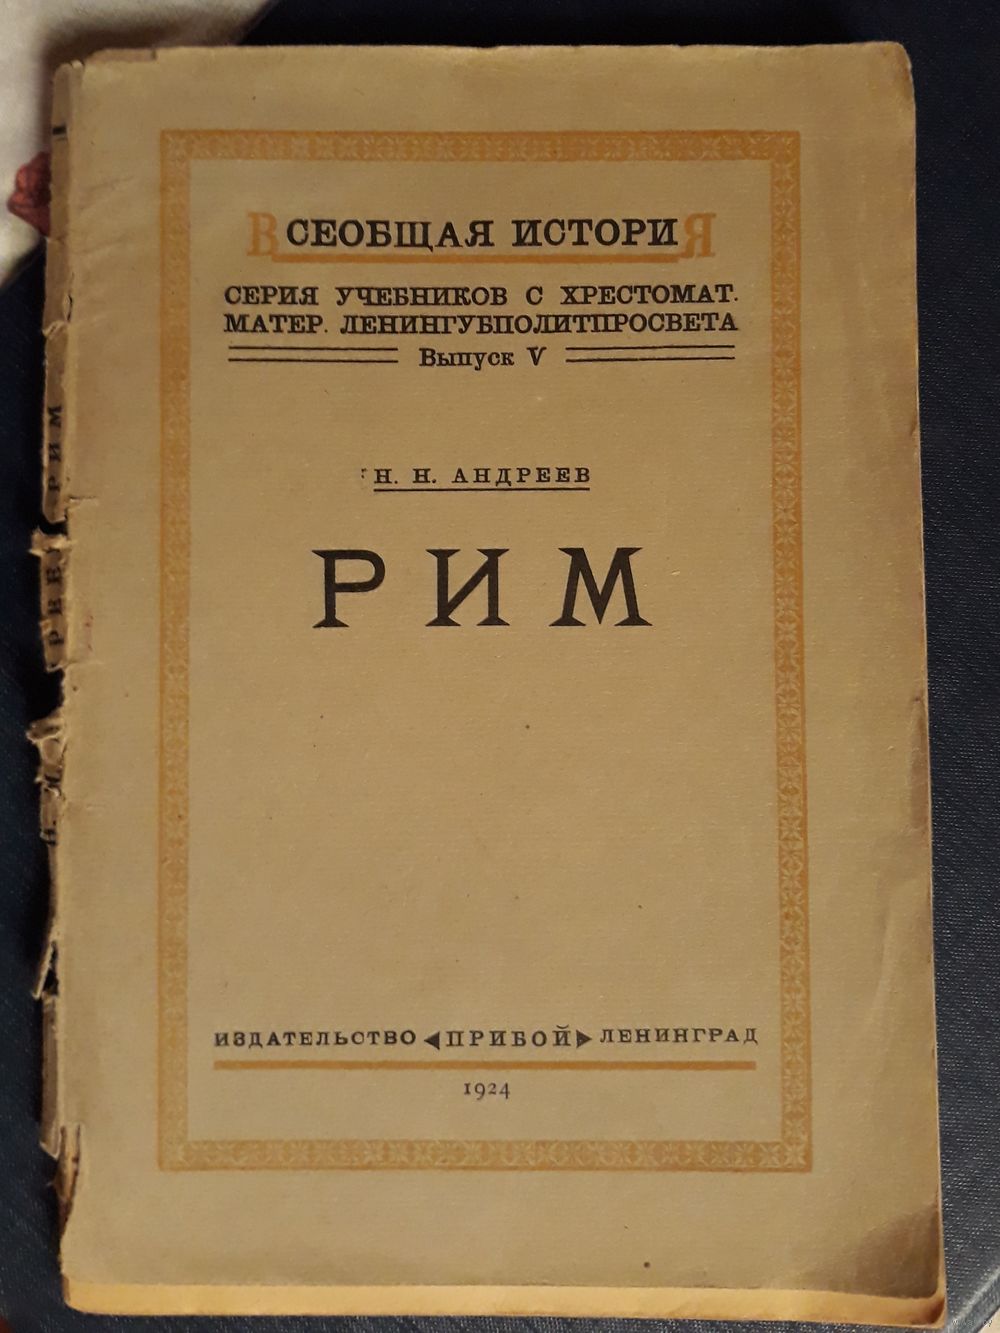 ВСЕОБЩАЯ ИСТОРИЯ
СЕРИЯ УЧЕБНИКОВ С ХРЕСТОМАТ.
МАТЕР. ЛЕНИНГУБПОЛИТПРОСВЕТА
Выпуск V
Н. Н. АНДРЕЕВ
РИМ
ИЗДАТЕЛЬСТВО ◄ПРИБОЙ► ЛЕНИНГРАД
1924
РИМ